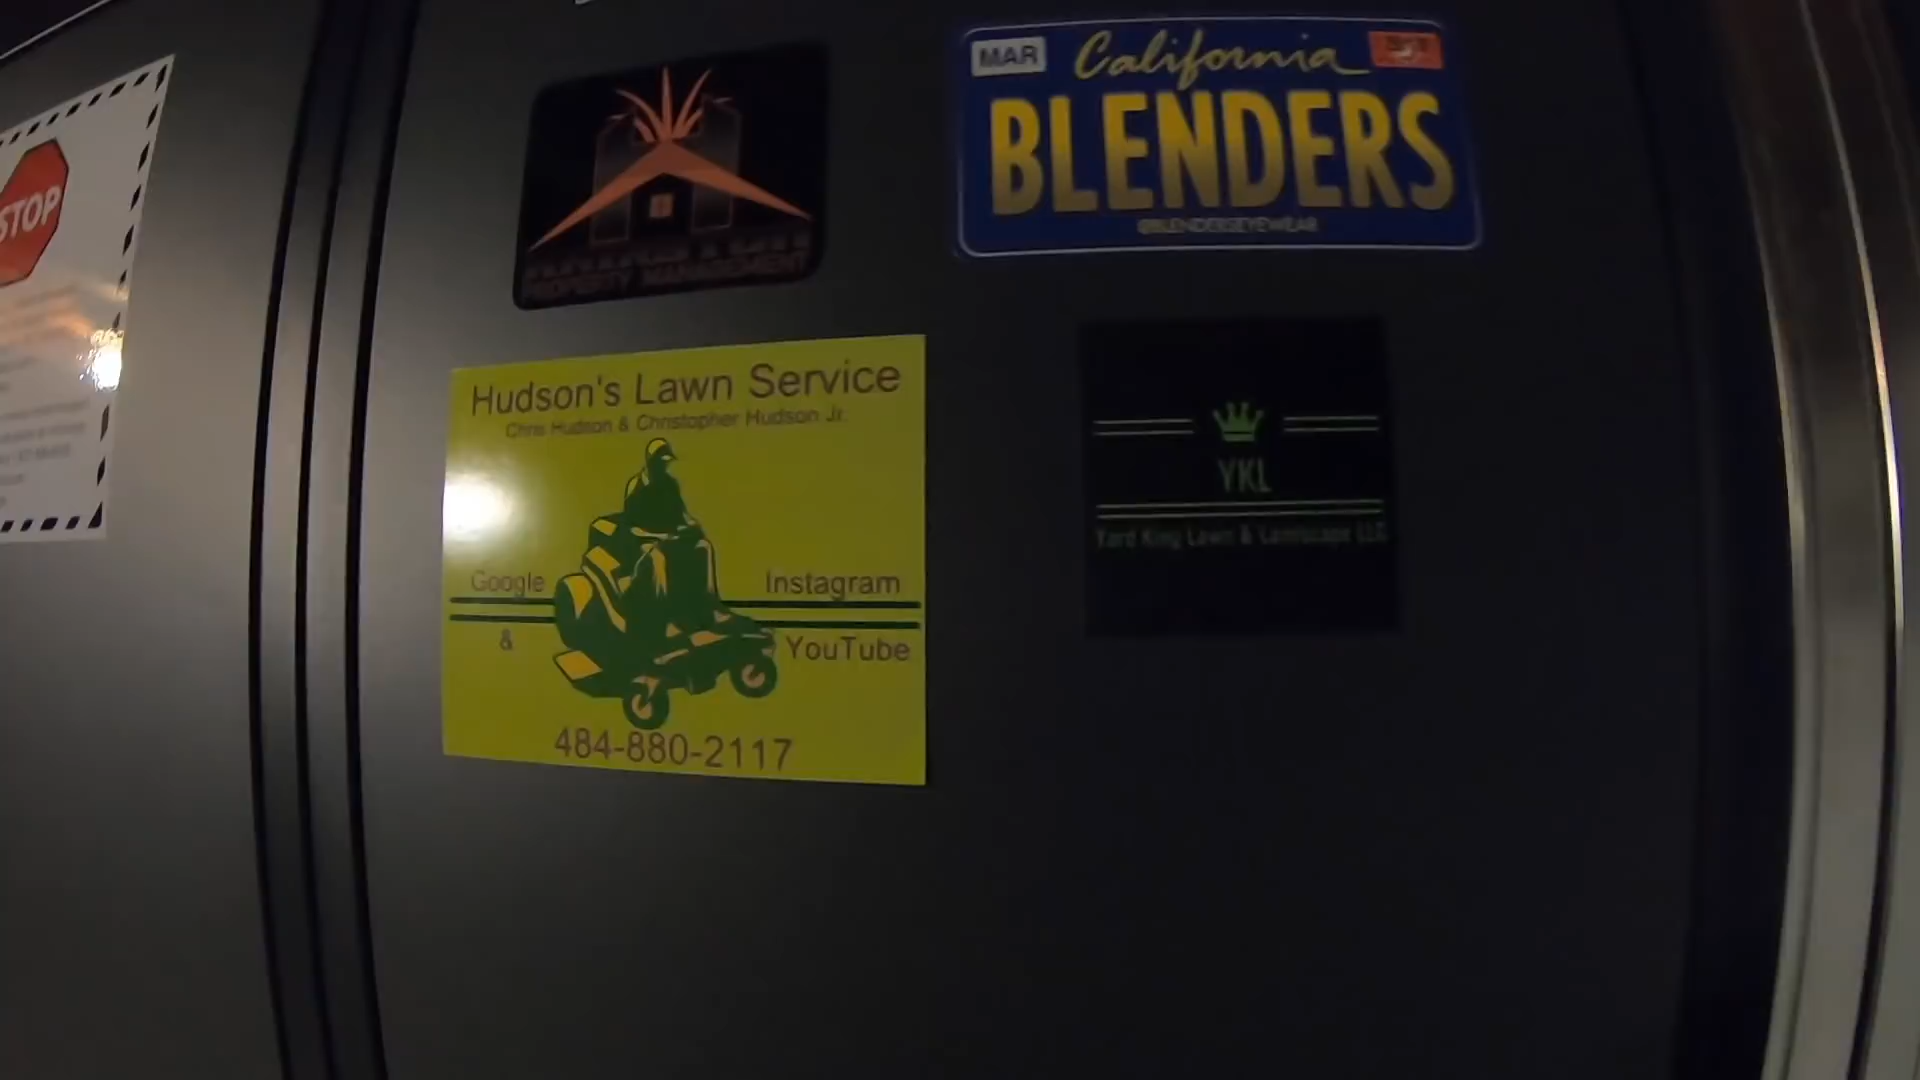 STOP
PROPERTY MANAGEMENT
MAR
California
BLENDERS
@BLENDERSEYEWEAR
Hudson's Lawn Service
Chris Hudson & Christopher Hudson Jr.
Google
&
Instagram
YouTube
484-880-2117
YKL
Yard King Lawn & Landscape LLC